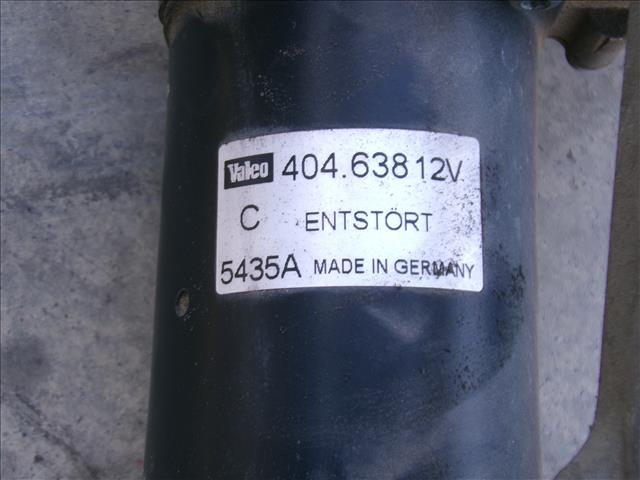 Valeo 404.638 12V
C ENTSTÖRT
5435A MADE IN GERMANY